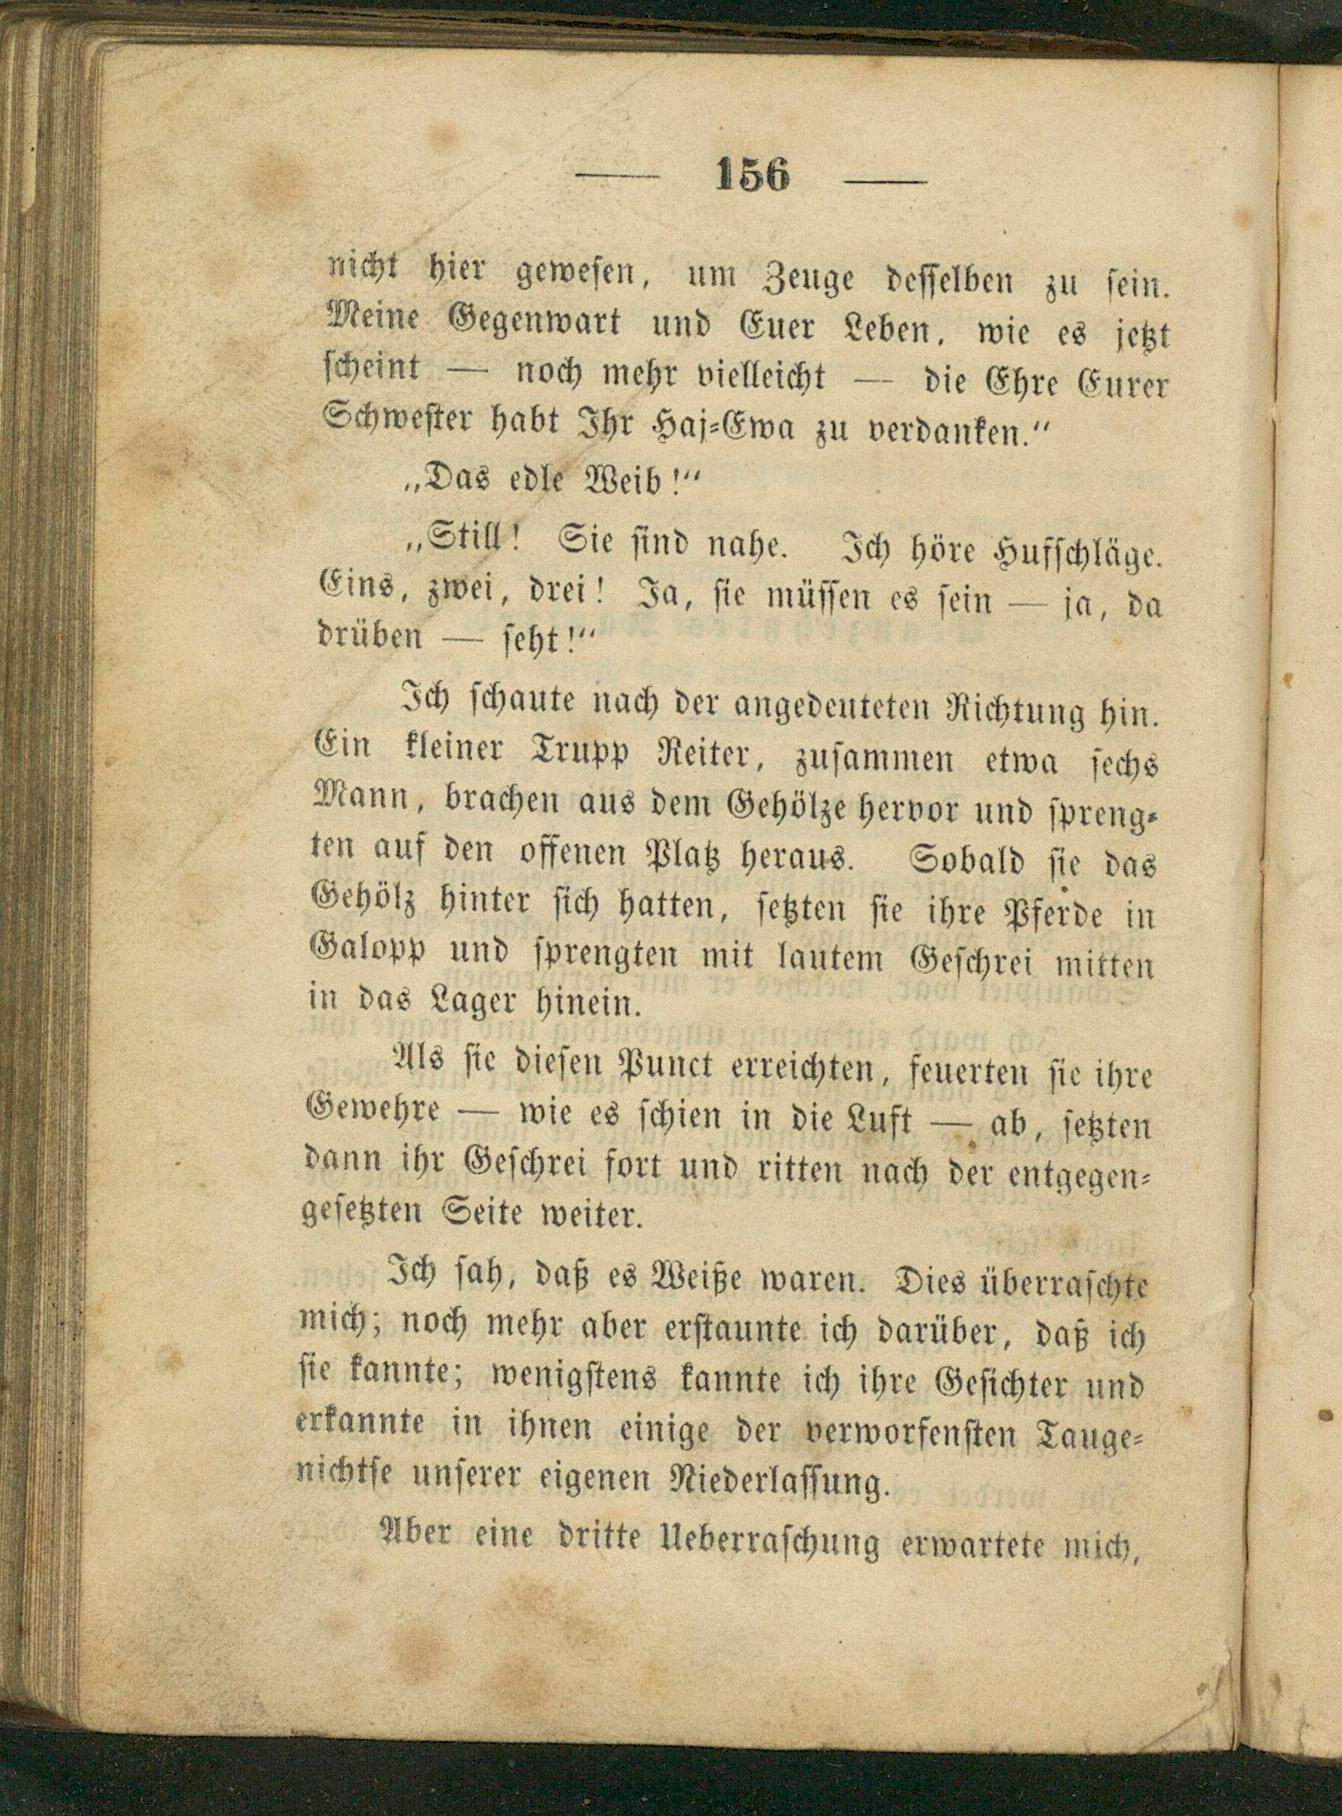 — 156 —
nicht hier gewesen, um Zeuge desselben zu sein.
Meine Gegenwart und Euer Leben, wie es jetzt
scheint — noch mehr vielleicht — die Ehre Eurer
Schwester habt Ihr Haj-Ewa zu verdanken.“
„Das edle Weib!“
„Still! Sie sind nahe. Ich höre Hufschläge.
Eins, zwei, drei! Ja, sie müssen es sein — ja, da
drüben — seht!“
Ich schaute nach der angedeuteten Richtung hin.
Ein kleiner Trupp Reiter, zusammen etwa sechs
Mann, brachen aus dem Gehölze hervor und spreng-
ten auf den offenen Platz heraus. Sobald sie das
Gehölz hinter sich hatten, setzten sie ihre Pferde in
Galopp und sprengten mit lautem Geschrei mitten
in das Lager hinein.
Als sie diesen Punct erreichten, feuerten sie ihre
Gewehre — wie es schien in die Luft — ab, setzten
dann ihr Geschrei fort und ritten nach der entgegen-
gesetzten Seite weiter.
Ich sah, daß es Weiße waren. Dies überraschte
mich; noch mehr aber erstaunte ich darüber, daß ich
sie kannte; wenigstens kannte ich ihre Gesichter und
erkannte in ihnen einige der verworfensten Tauge-
nichtse unserer eigenen Niederlassung.
Aber eine dritte Ueberraschung erwartete mich,